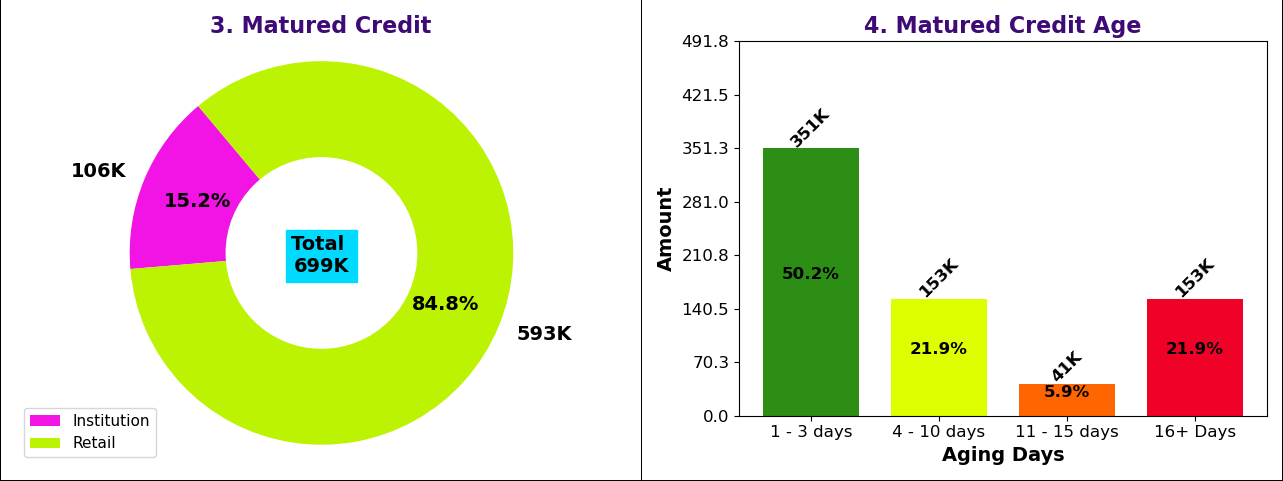 3. Matured Credit
106K
15.2%
Total
699K
84.8%
593K
Institution
Retail
4. Matured Credit Age
Amount
491.8
421.5
351.3
281.0
210.8
140.5
70.3
0.0
351K
50.2%
153K
21.9%
41K
5.9%
153K
21.9%
1 - 3 days
4 - 10 days
11 - 15 days
16+ Days
Aging Days